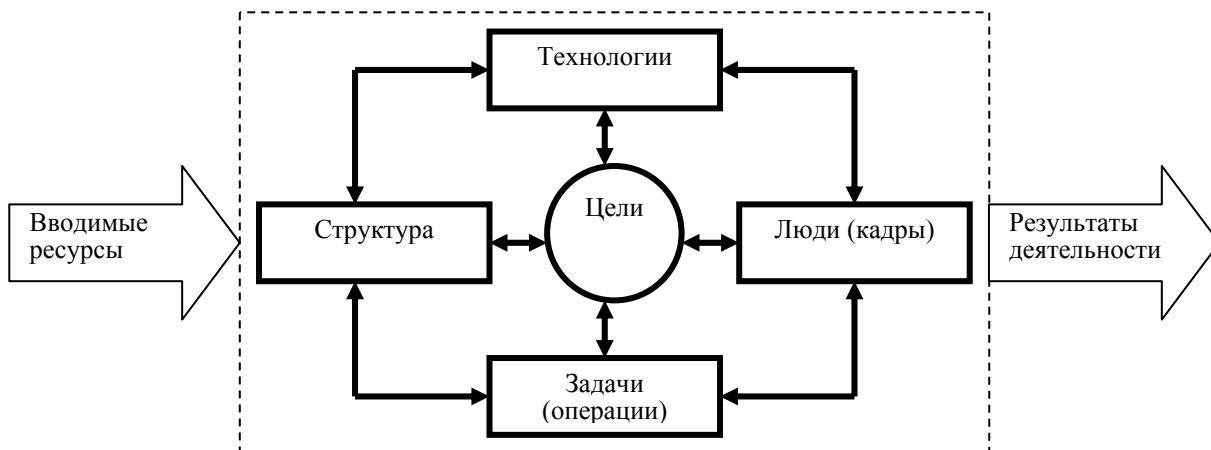 Технологии
Вводимые
ресурсы
Структура
Цели
Люди (кадры)
Результаты
деятельности
Задачи
(операции)